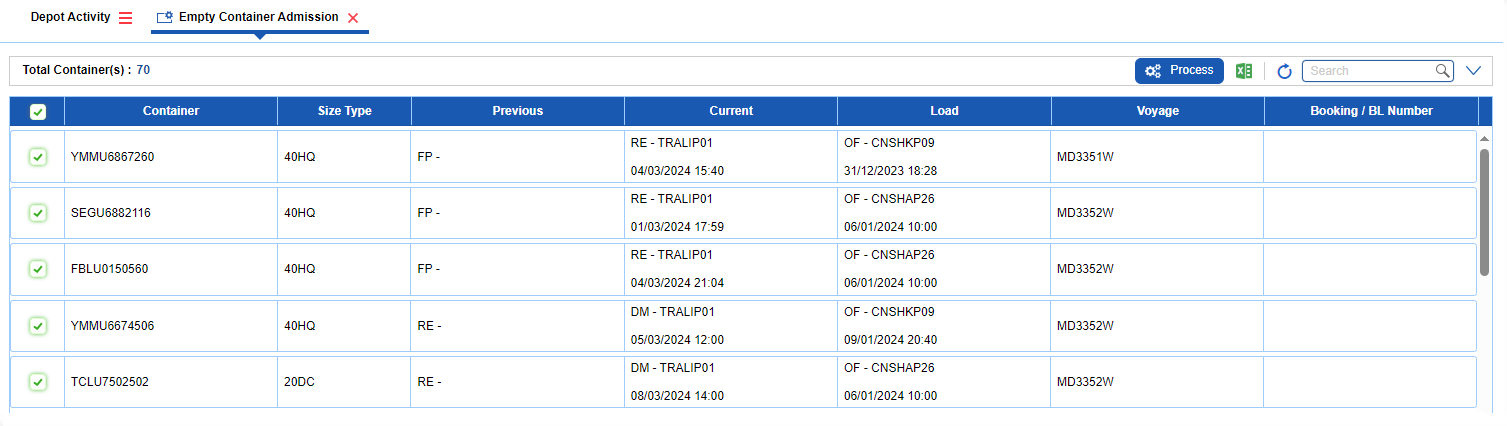 Depot Activity Empty Container Admission
Total Container(s) : 70 Process Search
Container Size Type Previous Current Load Voyage Booking / BL Number
YMMU6867260 40HQ FP - RE - TRALIP01 04/03/2024 15:40 OF - CNSHKP09 31/12/2023 18:28 MD3351W
SEGU6882116 40HQ FP - RE - TRALIP01 01/03/2024 17:59 OF - CNSHAP26 06/01/2024 10:00 MD3352W
FBLU0150560 40HQ FP - RE - TRALIP01 04/03/2024 21:04 OF - CNSHAP26 06/01/2024 10:00 MD3352W
YMMU6674506 40HQ RE - DM - TRALIP01 05/03/2024 12:00 OF - CNSHKP09 09/01/2024 20:40 MD3352W
TCLU7502502 20DC RE - DM - TRALIP01 08/03/2024 14:00 OF - CNSHAP26 06/01/2024 10:00 MD3352W